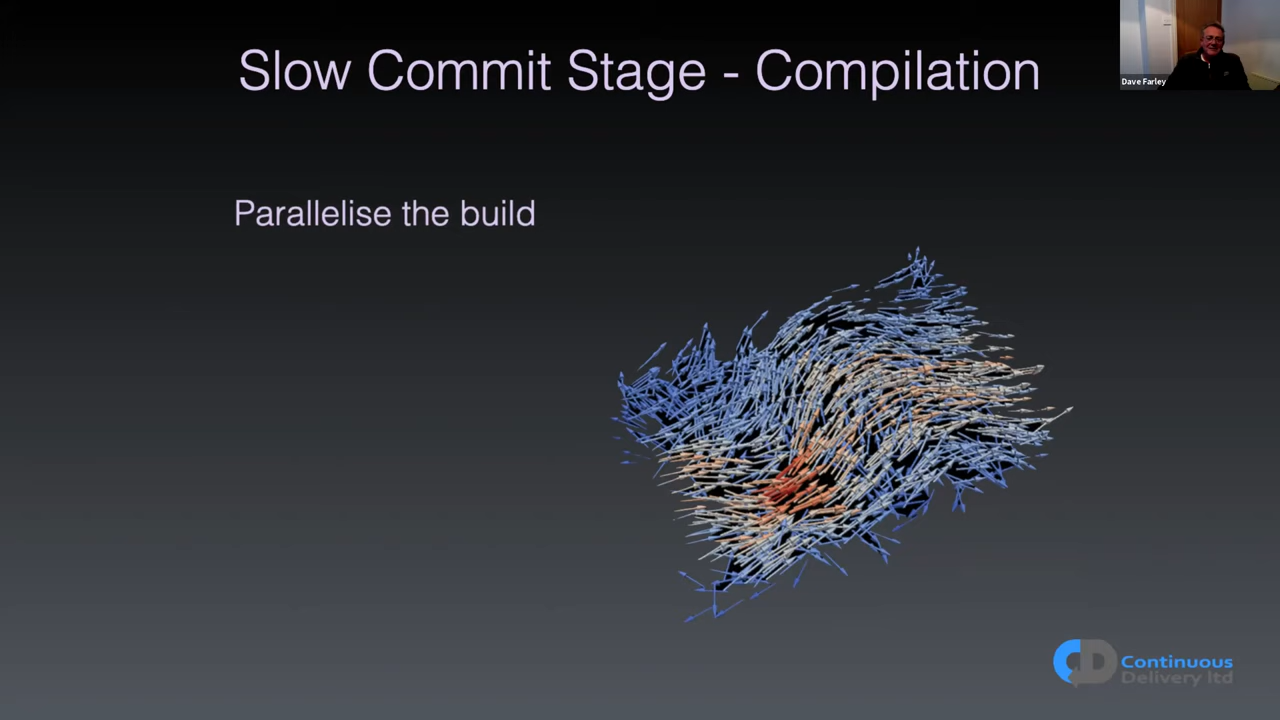 Slow Commit Stage - Compilation
Dave Farley
Parallelise the build
Continuous
Delivery ltd